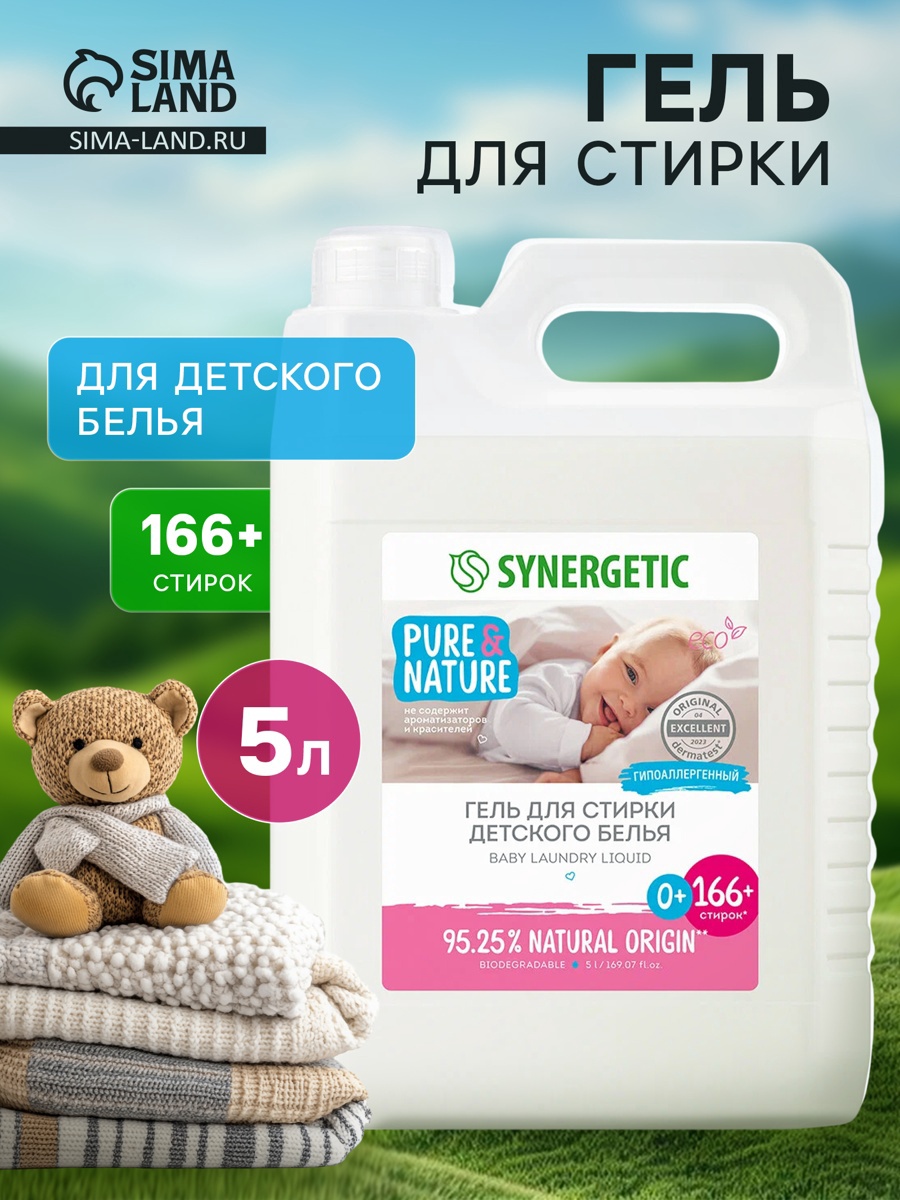 SIMA
LAND
SIMA-LAND.RU
ГЕЛЬ
ДЛЯ СТИРКИ
ДЛЯ ДЕТСКОГО
БЕЛЬЯ
166+
СТИРОК
5л
SYNERGETIC
PURE &
NATURE
не содержит
ароматизаторов
и красителей
eco
ORIGINAL
04
EXCELLENT
2023
dermatest®
ГИПОАЛЛЕРГЕННЫЙ
ГЕЛЬ ДЛЯ СТИРКИ
ДЕТСКОГО БЕЛЬЯ
BABY LAUNDRY LIQUID
0+
166+
стирок*
95.25% NATURAL ORIGIN**
BIODEGRADABLE • 5 l / 169.07 fl.oz.